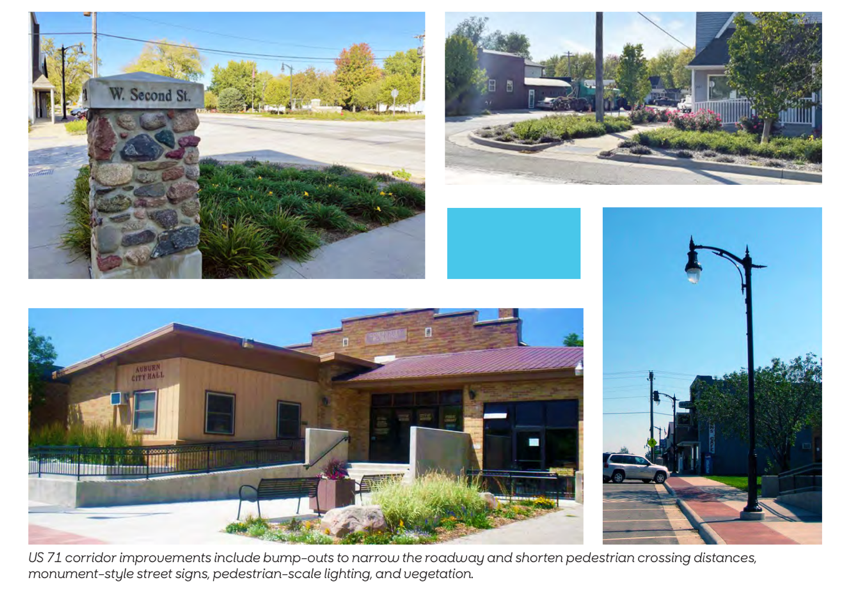 W. Second St.
AUBURN
CITY HALL
US 71 corridor improvements include bump-outs to narrow the roadway and shorten pedestrian crossing distances,
monument-style street signs, pedestrian-scale lighting, and vegetation.